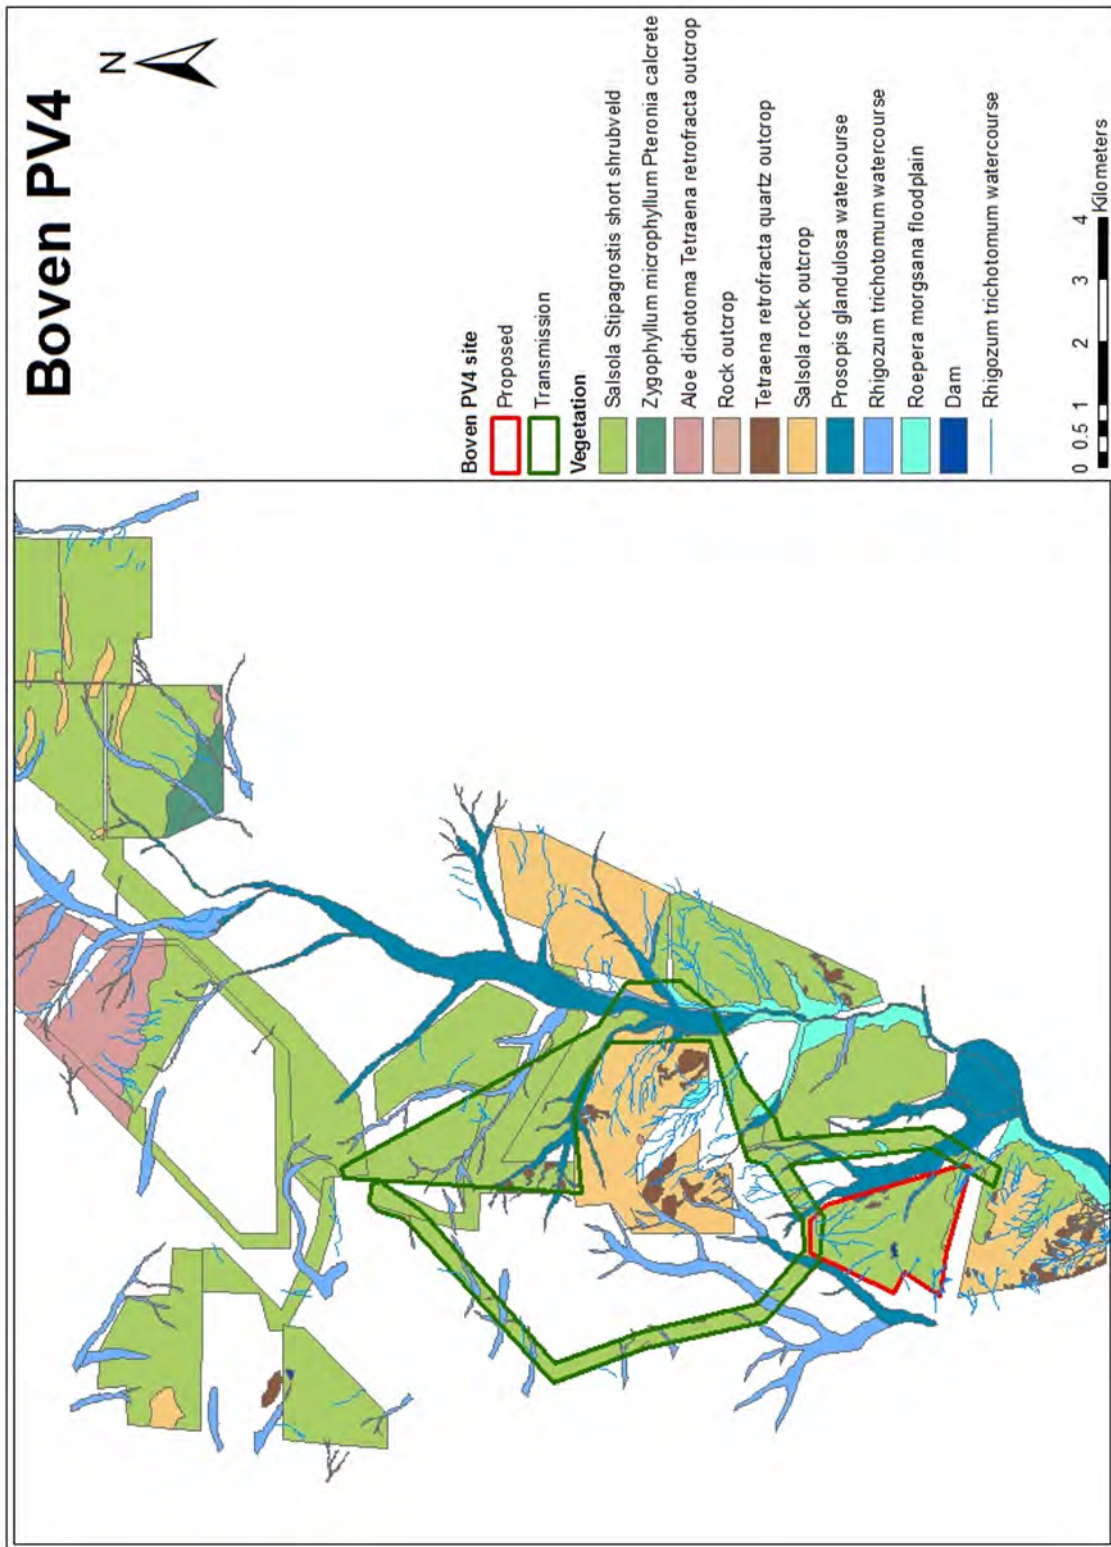 Boven PV4
N
Boven PV4 site
Proposed
Transmission
Vegetation
Salsola Stipagrostis short shrubveld
Zygophyllum microphyllum Pteronia calcrete
Aloe dichotoma Tetraena retrofracta outcrop
Rock outcrop
Tetraena retrofracta quartz outcrop
Salsola rock outcrop
Prosopis glandulosa watercourse
Rhigozum trichotomum watercourse
Roepera morgsana floodplain
Dam
Rhigozum trichotomum watercourse
0 0.5 1 2 3 4
Kilometers